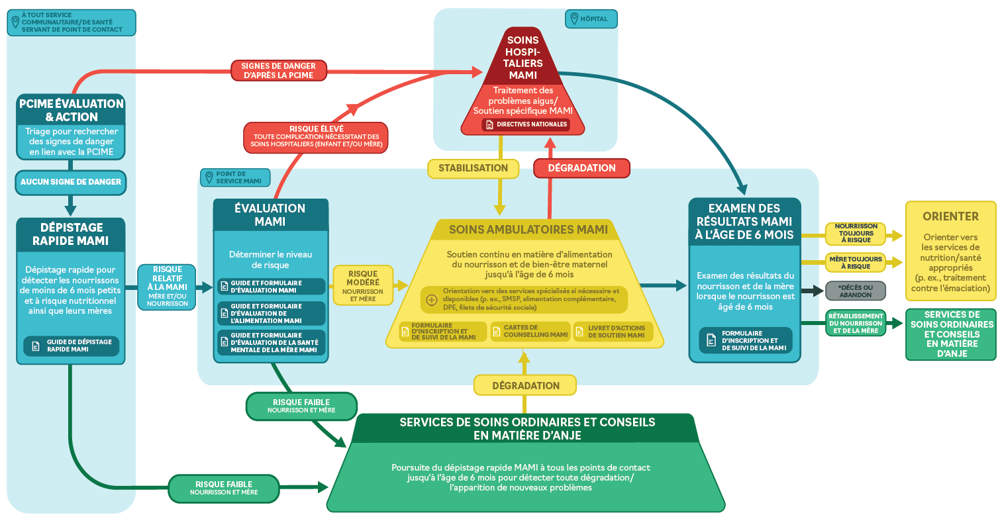 À TOUT SERVICE
COMMUNAUTAIRE/DE SANTÉ
SERVANT DE POINT DE CONTACT
HÔPITAL
SOINS
HOSPI-
TALIERS
MAMI
Traitement des
problèmes aigus/
Soutien spécifique MAMI
DIRECTIVES NATIONALES
SIGNES DE DANGER
D'APRÈS LA PCIME
PCIME ÉVALUATION
& ACTION
Triage pour rechercher
des signes de danger
en lien avec la PCIME
RISQUE ÉLEVÉ
TOUTE COMPLICATION NÉCESSITANT DES
SOINS HOSPITALIERS (ENFANT ET/OU MÈRE)
AUCUN SIGNE DE DANGER
POINT DE
SERVICE MAMI
STABILISATION
DÉGRADATION
DÉPISTAGE
RAPIDE MAMI
Dépistage rapide pour
détecter les nourrissons
de moins de 6 mois petits
et à risque nutritionnel
ainsi que leurs mères
GUIDE DE DÉPISTAGE
RAPIDE MAMI
RISQUE
RELATIF
À LA MAMI
MÈRE ET/OU
NOURRISSON
ÉVALUATION
MAMI
Déterminer le niveau
de risque
GUIDE ET FORMULAIRE
D'ÉVALUATION MAMI
GUIDE ET FORMULAIRE
D'ÉVALUATION DE
L'ALIMENTATION MAMI
GUIDE ET FORMULAIRE
D'ÉVALUATION DE LA SANTÉ
MENTALE DE LA MÈRE MAMI
RISQUE
MODÉRÉ
NOURRISSON
ET MÈRE
SOINS AMBULATOIRES MAMI
Soutien continu en matière d'alimentation
du nourrisson et de bien-être maternel
jusqu'à l'âge de 6 mois
Orientation vers des services spécialisés si nécessaire et
disponibles (p. ex., SMSP, alimentation complémentaire,
DPE, filets de sécurité sociale)
FORMULAIRE
D'INSCRIPTION ET
DE SUIVI DE LA MAMI
CARTES DE
COUNSELLING MAMI
LIVRET D'ACTIONS
DE SOUTIEN MAMI
EXAMEN DES
RÉSULTATS MAMI
À L'ÂGE DE 6 MOIS
Examen des résultats du
nourrisson et de la mère
lorsque le nourrisson est
âgé de 6 mois
FORMULAIRE
D'INSCRIPTION ET
DE SUIVI DE LA MAMI
NOURRISSON
TOUJOURS
À RISQUE
MÈRE TOUJOURS
À RISQUE
*DÉCÈS OU
ABANDON
RÉTABLISSEMENT
DU NOURRISSON
ET DE LA MÈRE
ORIENTER
Orienter vers
les services de
nutrition/santé
appropriés
(p. ex., traitement
contre l'émaciation)
SERVICES DE
SOINS ORDINAIRES
ET CONSEILS
EN MATIÈRE
D'ANJE
DÉGRADATION
RISQUE FAIBLE
NOURRISSON ET MÈRE
RISQUE FAIBLE
NOURRISSON ET MÈRE
SERVICES DE SOINS ORDINAIRES ET CONSEILS
EN MATIÈRE D'ANJE
Poursuite du dépistage rapide MAMI à tous les points de contact
jusqu'à l'âge de 6 mois pour détecter toute dégradation/
l'apparition de nouveaux problèmes